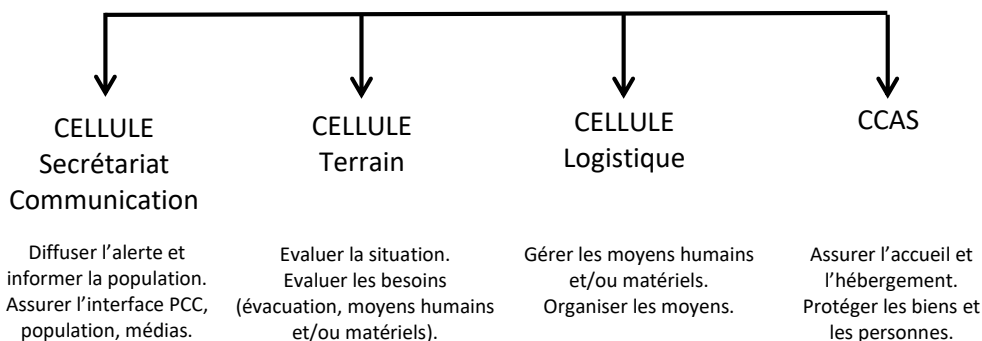 CELLULE
Secrétariat
Communication
Diffuser l’alerte et
informer la population.
Assurer l’interface PCC,
population, médias.
CELLULE
Terrain
Evaluer la situation.
Evaluer les besoins
(évacuation, moyens humains
et/ou matériels).
CELLULE
Logistique
Gérer les moyens humains
et/ou matériels.
Organiser les moyens.
CCAS
Assurer l’accueil et
l’hébergement.
Protéger les biens et
les personnes.